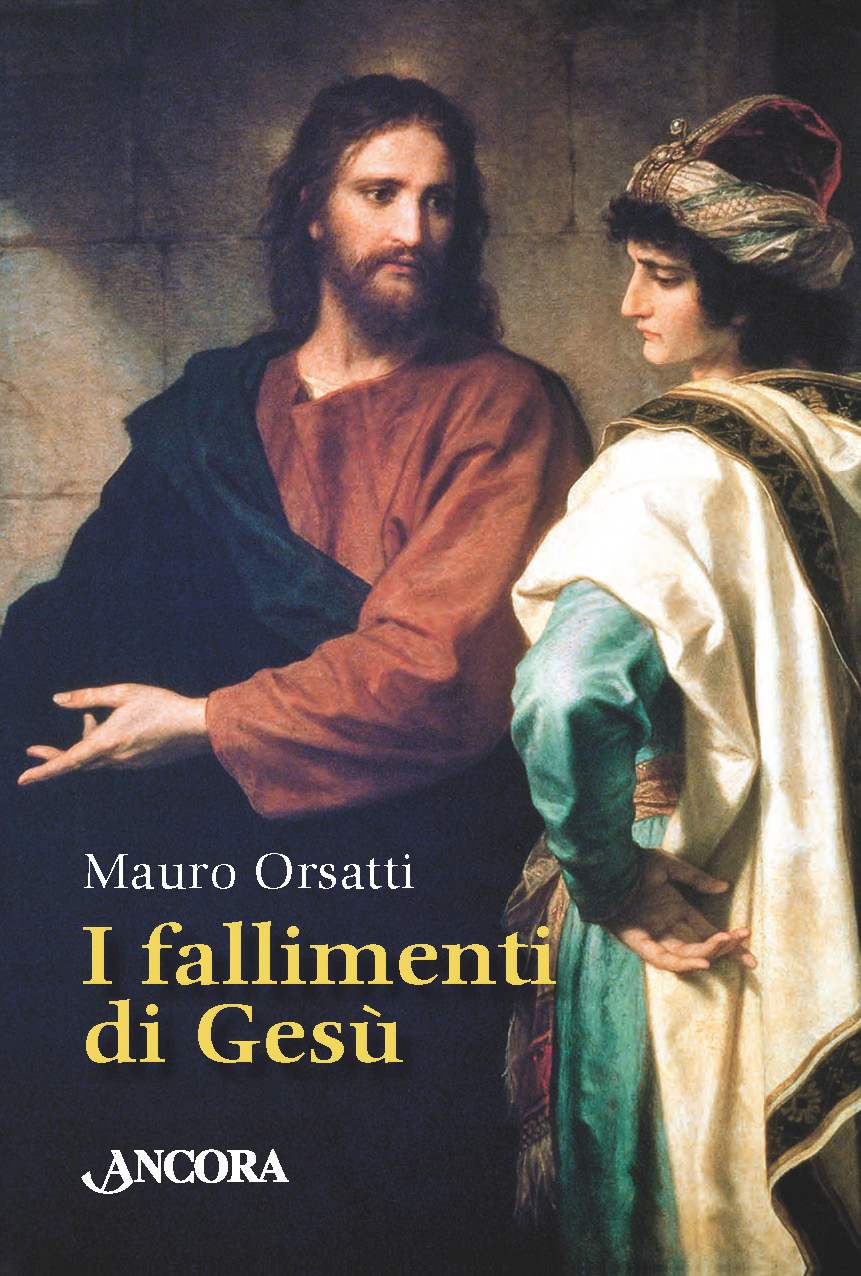 Mauro Orsatti
I fallimenti
di Gesù
ANCORA